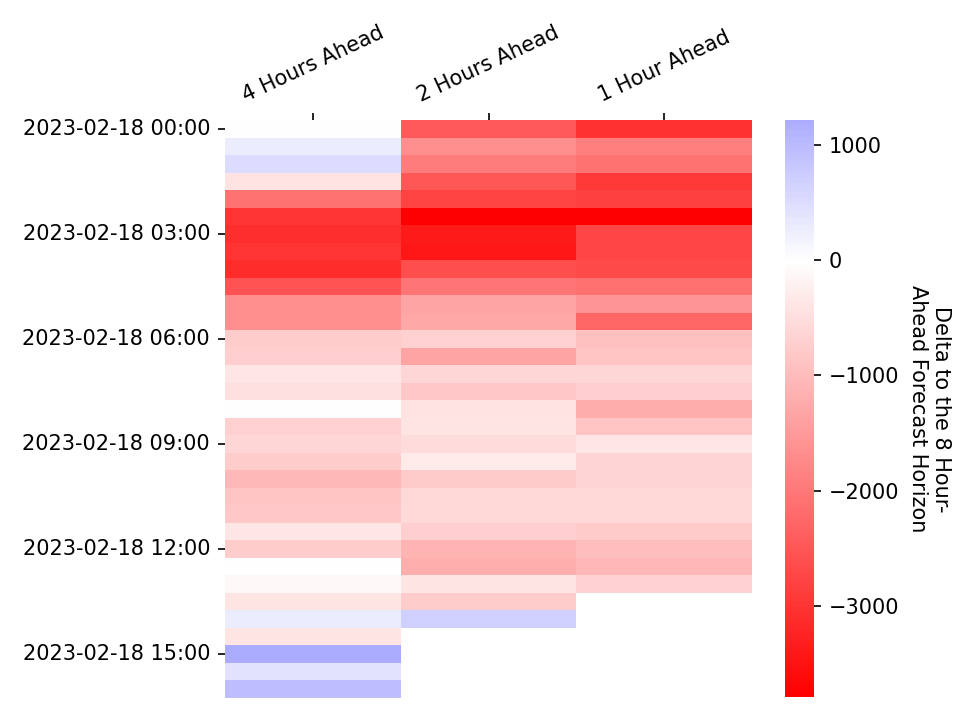 4 Hours Ahead
2 Hours Ahead
1 Hour Ahead
2023-02-18 00:00
2023-02-18 03:00
2023-02-18 06:00
2023-02-18 09:00
2023-02-18 12:00
2023-02-18 15:00
1000
0
−1000
−2000
−3000
Delta to the 8 Hour-
Ahead Forecast Horizon